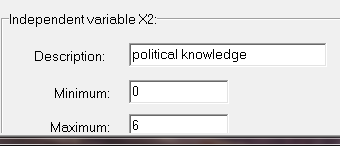 Independent variable X2:
Description: political knowledge
Minimum: 0
Maximum: 6